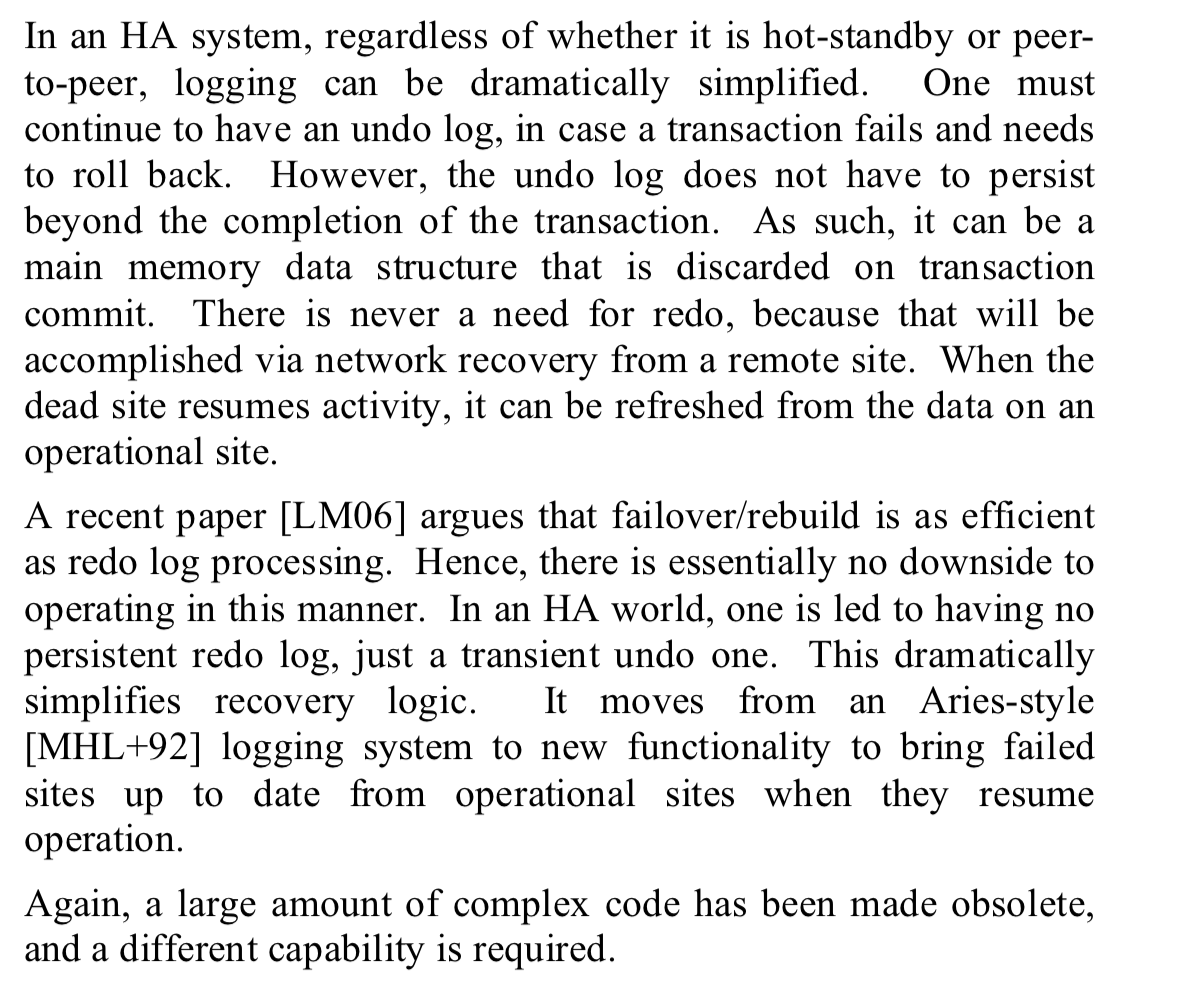 In an HA system, regardless of whether it is hot-standby or peer-
to-peer, logging can be dramatically simplified. One must
continue to have an undo log, in case a transaction fails and needs
to roll back. However, the undo log does not have to persist
beyond the completion of the transaction. As such, it can be a
main memory data structure that is discarded on transaction
commit. There is never a need for redo, because that will be
accomplished via network recovery from a remote site. When the
dead site resumes activity, it can be refreshed from the data on an
operational site.
A recent paper [LM06] argues that failover/rebuild is as efficient
as redo log processing. Hence, there is essentially no downside to
operating in this manner. In an HA world, one is led to having no
persistent redo log, just a transient undo one. This dramatically
simplifies recovery logic. It moves from an Aries-style
[MHL+92] logging system to new functionality to bring failed
sites up to date from operational sites when they resume
operation.
Again, a large amount of complex code has been made obsolete,
and a different capability is required.